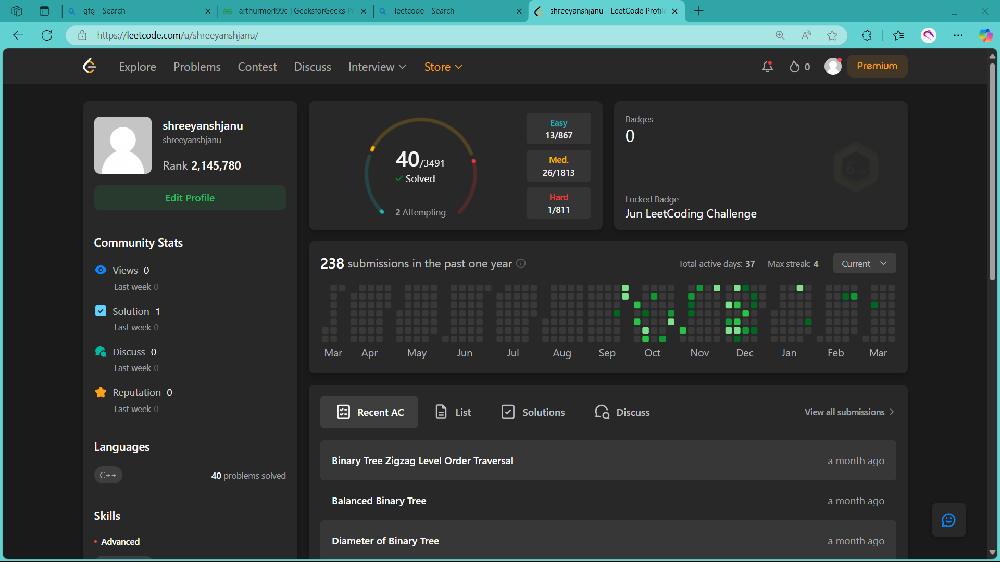 gfg - Search
arthurmorl99c | GeeksforGeeks Pr
leetcode - Search
shreeyanshjanu - LeetCode Profile
https://leetcode.com/u/shreeyanshjanu/
Explore
Problems
Contest
Discuss
Interview
Store
0
Premium
shreeyanshjanu
shreeyanshjanu
Rank 2,145,780
Edit Profile
Community Stats
Views 0
Last week 0
Solution 1
Last week 0
Discuss 0
Last week 0
Reputation 0
Last week 0
Languages
C++
40 problems solved
Skills
Advanced
40/3491
Solved
2 Attempting
Easy
13/867
Med.
26/1813
Hard
1/811
Badges
0
Locked Badge
Jun LeetCoding Challenge
238 submissions in the past one year
Total active days: 37
Max streak: 4
Current
Mar Apr May Jun Jul Aug Sep Oct Nov Dec Jan Feb Mar
Recent AC
List
Solutions
Discuss
View all submissions
Binary Tree Zigzag Level Order Traversal
a month ago
Balanced Binary Tree
a month ago
Diameter of Binary Tree
a month ago